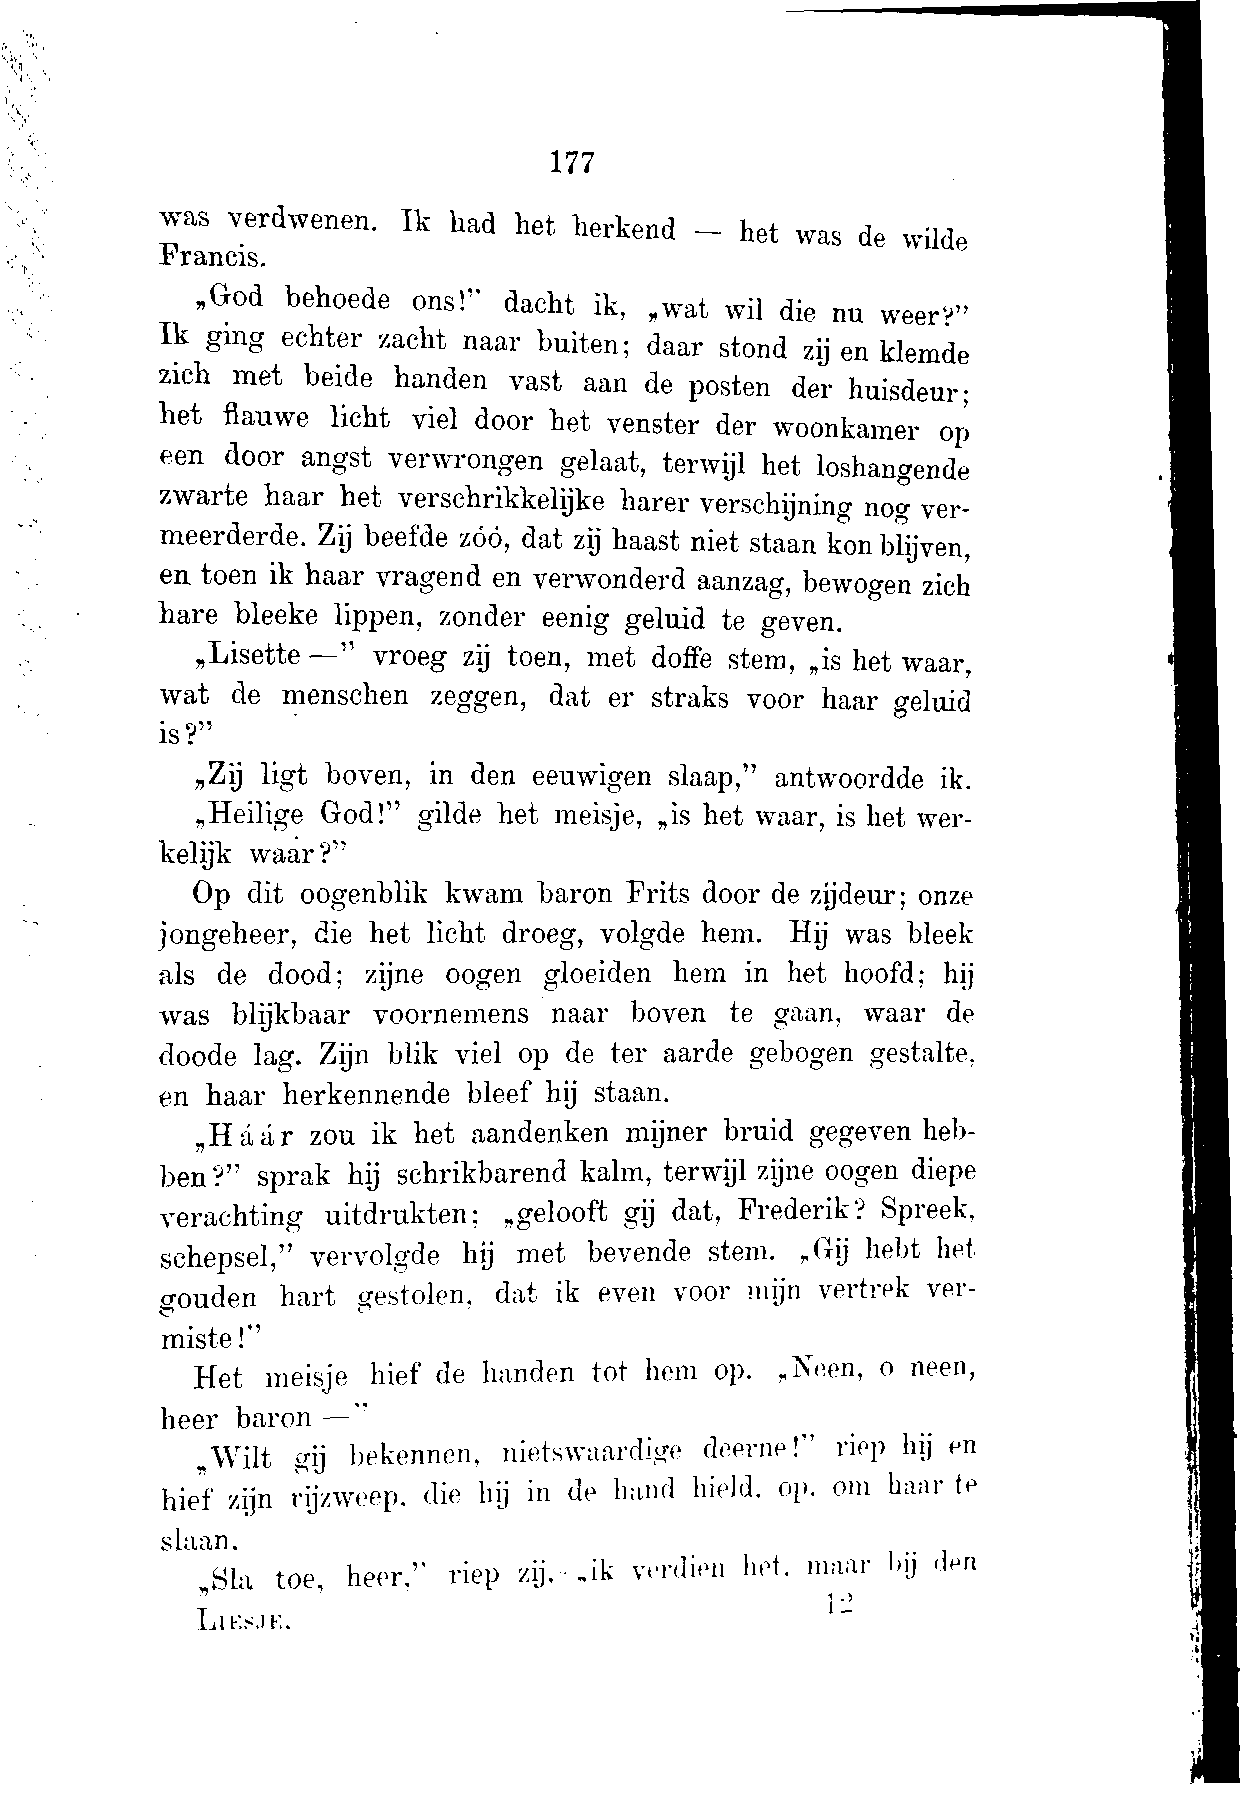 177
was verdwenen. Ik had het herkend — het was de wilde
Francis.
„God behoede ons!” dacht ik, „wat wil die nu weer?”
Ik ging echter zacht naar buiten; daar stond zij en klemde
zich met beide handen vast aan de posten der huisdeur;
het flauwe licht viel door het venster der woonkamer op
een door angst verwrongen gelaat, terwijl het loshangende
zwarte haar het verschrikkelijke harer verschijning nog ver-
meerderde. Zij beefde zóó, dat zij haast niet staan kon blijven,
en toen ik haar vragend en verwonderd aanzag, bewogen zich
hare bleeke lippen, zonder eenig geluid te geven.
„Lisette —” vroeg zij toen, met doffe stem, „is het waar,
wat de menschen zeggen, dat er straks voor haar geluid
is?”
„Zij ligt boven, in den eeuwigen slaap,” antwoordde ik.
„Heilige God!” gilde het meisje, „is het waar, is het wer-
kelijk waar?”
Op dit oogenblik kwam baron Frits door de zijdeur; onze
jongeheer, die het licht droeg, volgde hem. Hij was bleek
als de dood; zijne oogen gloeiden hem in het hoofd; hij
was blijkbaar voornemens naar boven te gaan, waar de
doode lag. Zijn blik viel op de ter aarde gebogen gestalte,
en haar herkennende bleef hij staan.
„Háár zou ik het aandenken mijner bruid gegeven heb-
ben?” sprak hij schrikbarend kalm, terwijl zijne oogen diepe
verachting uitdrukten; „gelooft gij dat, Frederik? Spreek,
schepsel,” vervolgde hij met bevende stem. „Gij hebt het
gouden hart gestolen, dat ik even voor mijn vertrek ver-
miste!”
Het meisje hief de handen tot hem op. „Neen, o neen,
heer baron —”
„Wilt gij bekennen, nietswaardige deerne!” riep hij en
hief zijn rijzweep, die hij in de hand hield, op, om haar te
slaan.
„Sla toe, heer,” riep zij, „ik verdien het, maar bij den
LIESJE. 12